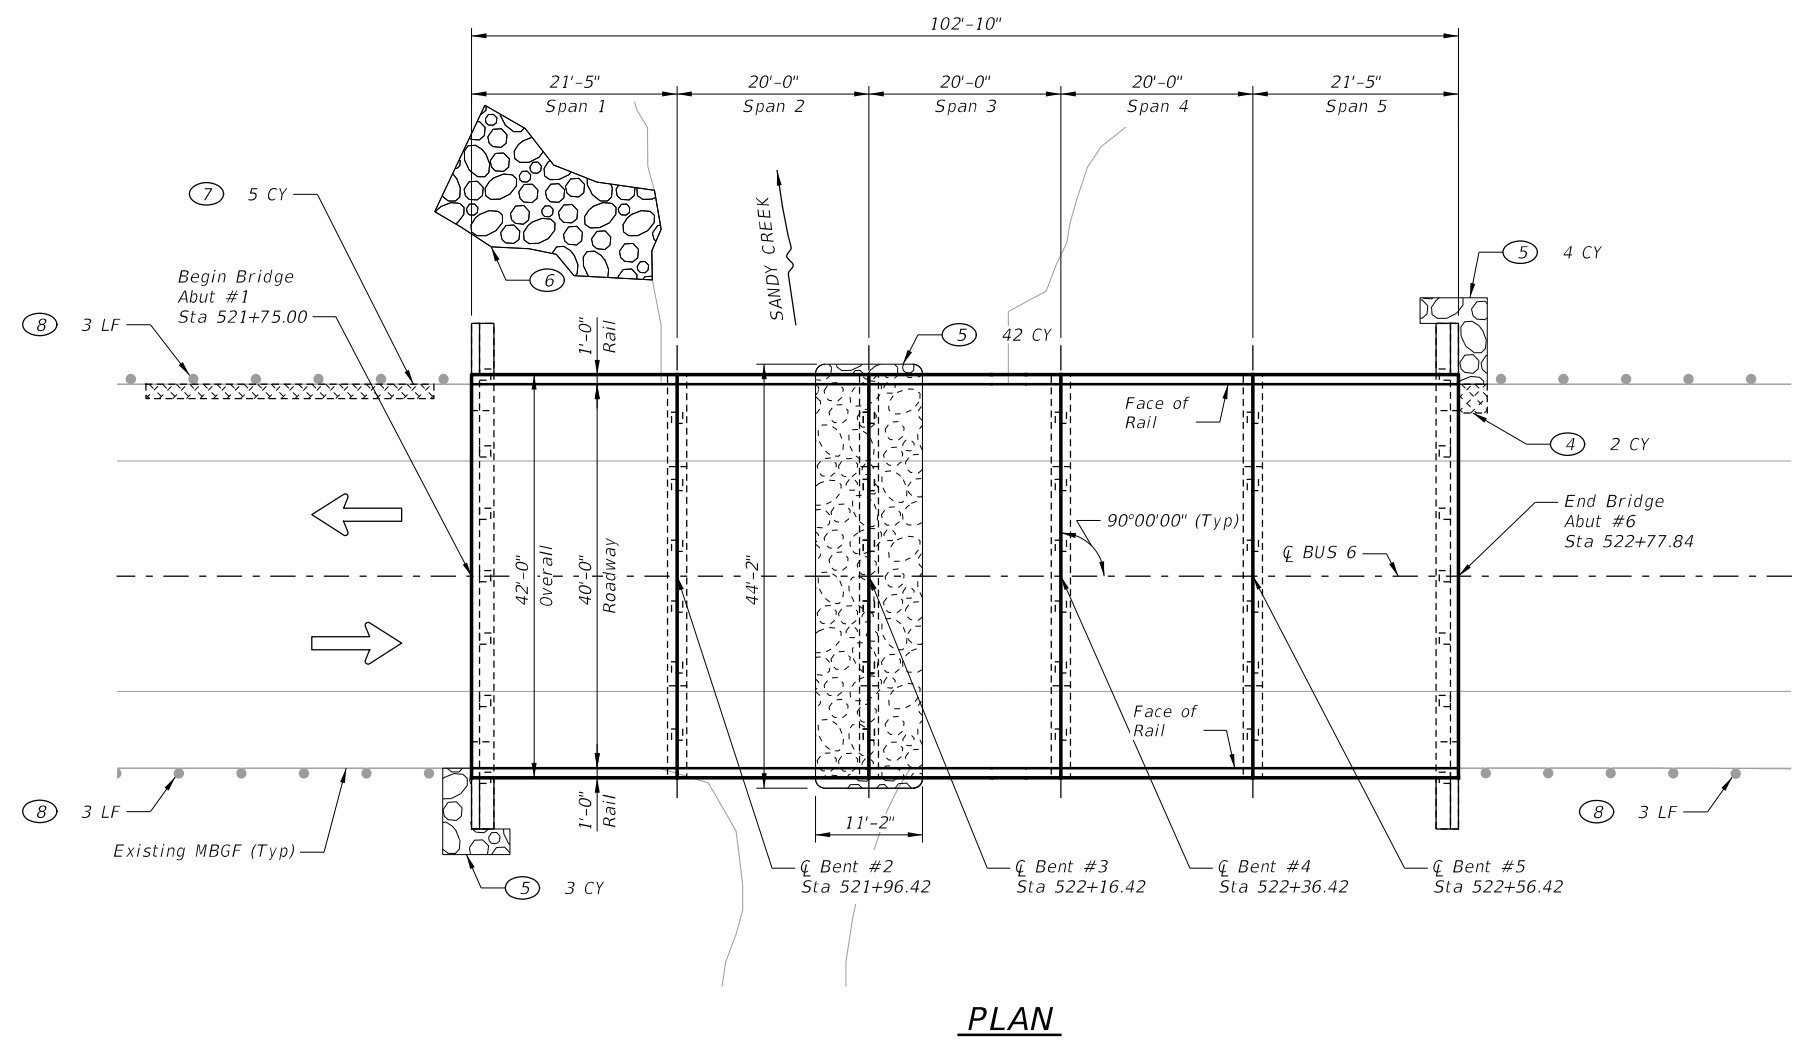 102'-10"
21'-5"
Span 1
20'-0"
Span 2
20'-0"
Span 3
20'-0"
Span 4
21'-5"
Span 5
7 5 CY
6
SANDY CREEK
5 4 CY
Begin Bridge
Abut #1
Sta 521+75.00
8 3 LF
1'-0"
Rail
5 42 CY
Face of
Rail
4 2 CY
End Bridge
Abut #6
Sta 522+77.84
90°00'00" (Typ)
℄ BUS 6
42'-0"
Overall
40'-0"
Roadway
44'-2"
Face of
Rail
8 3 LF
1'-0"
Rail
11'-2"
8 3 LF
Existing MBGF (Typ)
5 3 CY
℄ Bent #2
Sta 521+96.42
℄ Bent #3
Sta 522+16.42
℄ Bent #4
Sta 522+36.42
℄ Bent #5
Sta 522+56.42
PLAN